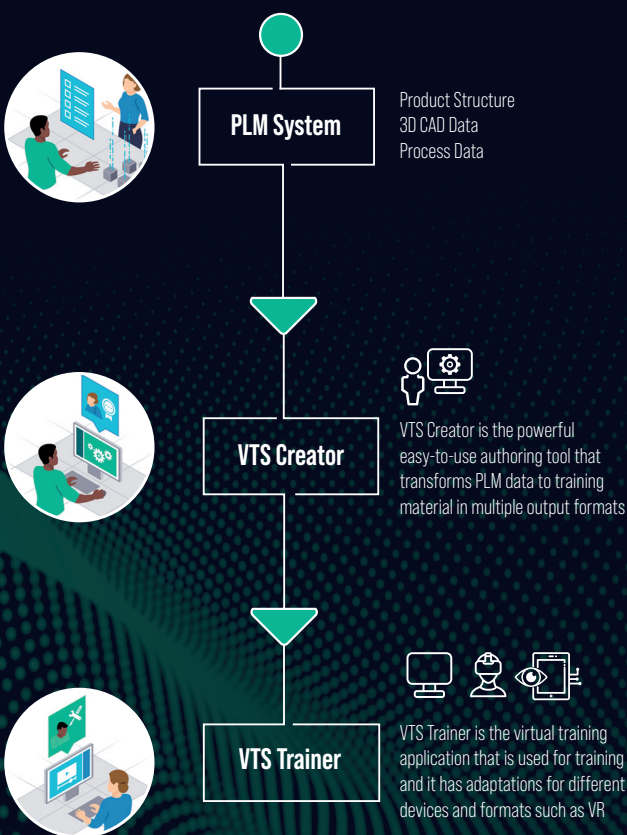 PLM System
Product Structure
3D CAD Data
Process Data
VTS Creator
VTS Creator is the powerful
easy-to-use authoring tool that
transforms PLM data to training
material in multiple output formats
VTS Trainer
VTS Trainer is the virtual training
application that is used for training
and it has adaptations for different
devices and formats such as VR